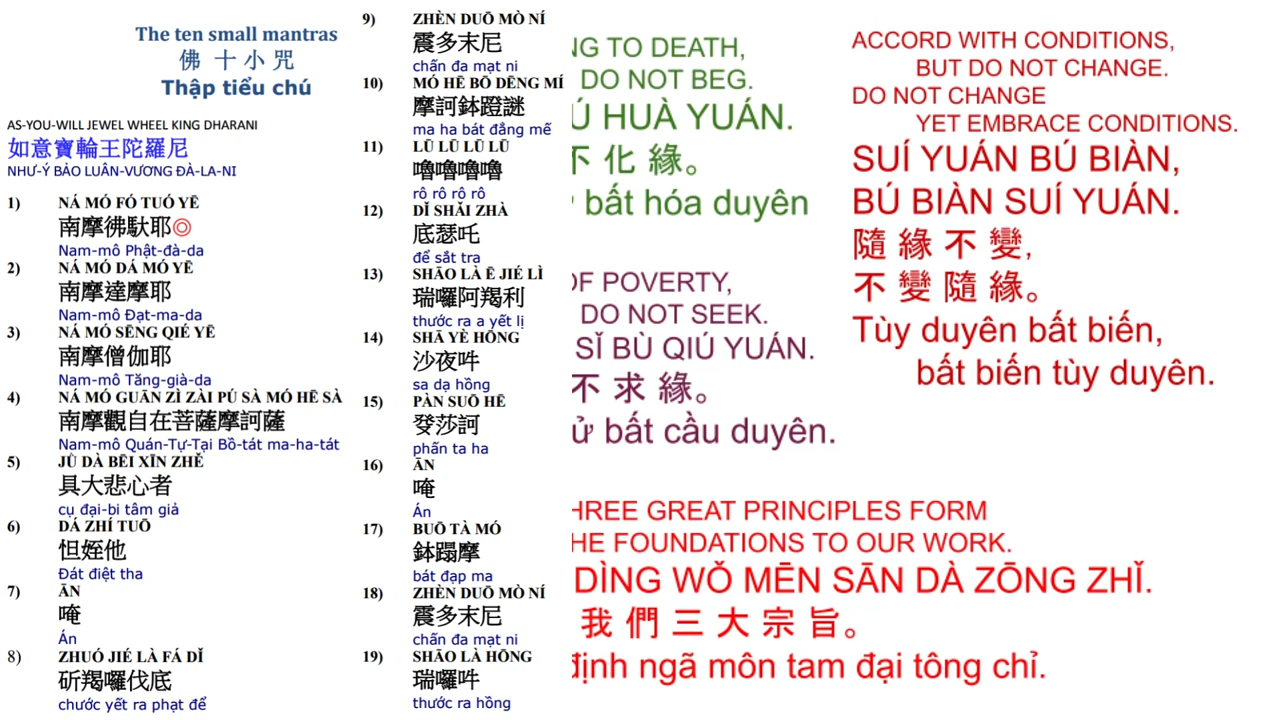 The ten small mantras
佛 十 小 咒
Thập tiểu chú
AS-YOU-WILL JEWEL WHEEL KING DHARANI
如意寶輪王陀羅尼
NHƯ-Ý BẢO LUÂN-VƯƠNG ĐÀ-LA-NI
1) NÁ MÓ FÓ TUÓ YĒ
南摩彿馱耶◎
Nam-mô Phật-đà-da
2) NÁ MÓ DÁ MÓ YĒ
南摩達摩耶
Nam-mô Đạt-ma-da
3) NÁ MÓ SĒNG QIÉ YĒ
南摩僧伽耶
Nam-mô Tăng-già-da
4) NÁ MÓ GUĀN ZÌ ZÀI PÚ SÀ MÓ HĒ SÀ
南摩觀自在菩薩摩訶薩
Nam-mô Quán-Tự-Tại Bồ-tát ma-ha-tát
5) JÙ DÀ BĒI XĪN ZHĚ
具大悲心者
cụ đại-bi tâm giả
6) DÁ ZHÍ TUŌ
怛姪他
Đát điệt tha
7) ĀN
唵
Án
8) ZHUÓ JIÉ LÀ FÁ DǏ
斫羯囉伐底
chước yết ra phạt để
9) ZHÈN DUŌ MÒ NÍ
震多末尼
chấn đa mạt ni
10) MÓ HĒ BŌ DĒNG MÍ
摩訶鉢蹬謎
ma ha bát đẳng mế
11) LŪ LŪ LŪ LŪ
嚕嚕嚕嚕
rô rô rô rô
12) DǏ SHǍI ZHÀ
底瑟吒
để sắt tra
13) SHĀO LÀ Ē JIÉ LÌ
瑞囉阿羯利
thước ra a yết lị
14) SHĀ YÈ HŌNG
沙夜吽
sa dạ hồng
15) PÀN SUŌ HĒ
癹莎訶
phấn ta ha
16) ĀN
唵
Án
17) BUŌ TÀ MÓ
鉢蹋摩
bát đạp ma
18) ZHÈN DUŌ MÒ NÍ
震多末尼
chấn đa mạt ni
19) SHĀO LÀ HŌNG
瑞囉吽
thước ra hồng
NG TO DEATH,
DO NOT BEG.
Ú HUÀ YUÁN.
不 化 緣。
bất hóa duyên
OF POVERTY,
DO NOT SEEK.
SǏ BÙ QIÚ YUÁN.
不 求 緣。
ử bất cầu duyên.
ACCORD WITH CONDITIONS,
BUT DO NOT CHANGE.
DO NOT CHANGE
YET EMBRACE CONDITIONS.
SUÍ YUÁN BÚ BIÀN,
BÚ BIÀN SUÍ YUÁN.
隨 緣 不 變,
不 變 隨 緣。
Tùy duyên bất biến,
bất biến tùy duyên.
HREE GREAT PRINCIPLES FORM
HE FOUNDATIONS TO OUR WORK.
DÌNG WǑ MĒN SĀN DÀ ZŌNG ZHǏ.
我 們 三 大 宗 旨。
định ngã môn tam đại tông chỉ.